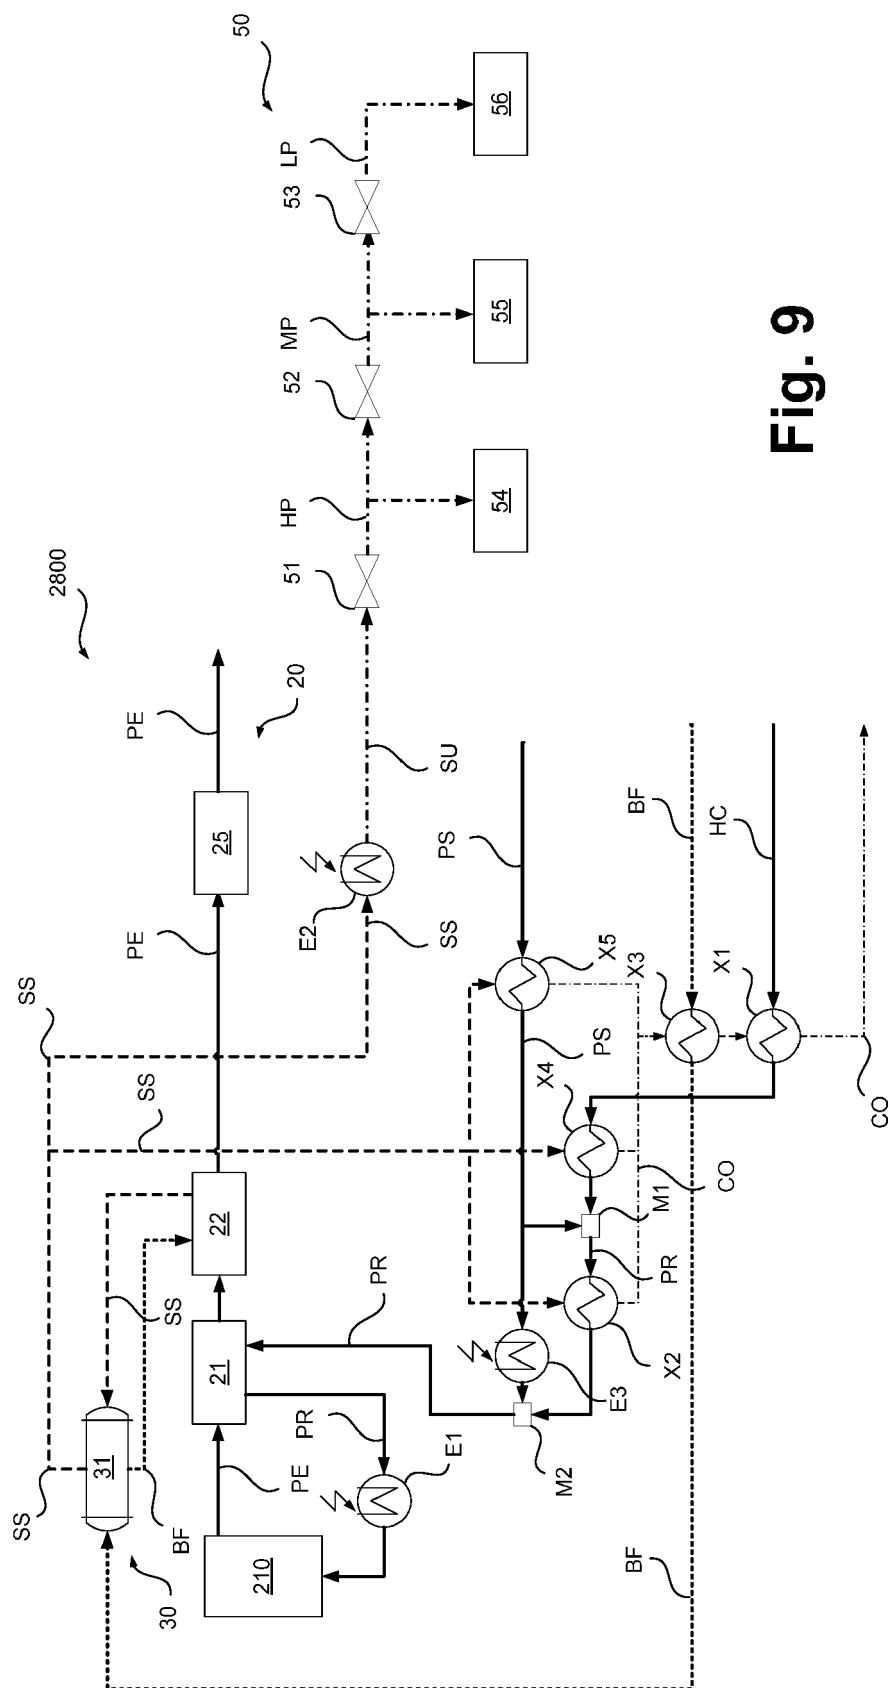 SS
SS
2800
31
PE
PE
SS
30
BF
SS
22
25
21
50
210
PE
PR
E2
20
51
HP
52
MP
53
LP
PR
E1
SS
SU
PS
54
55
56
M2
X4
E3
PS
X5
BF
X3
BF
X2
PR
M1
CO
X1
HC
Fig. 9
CO